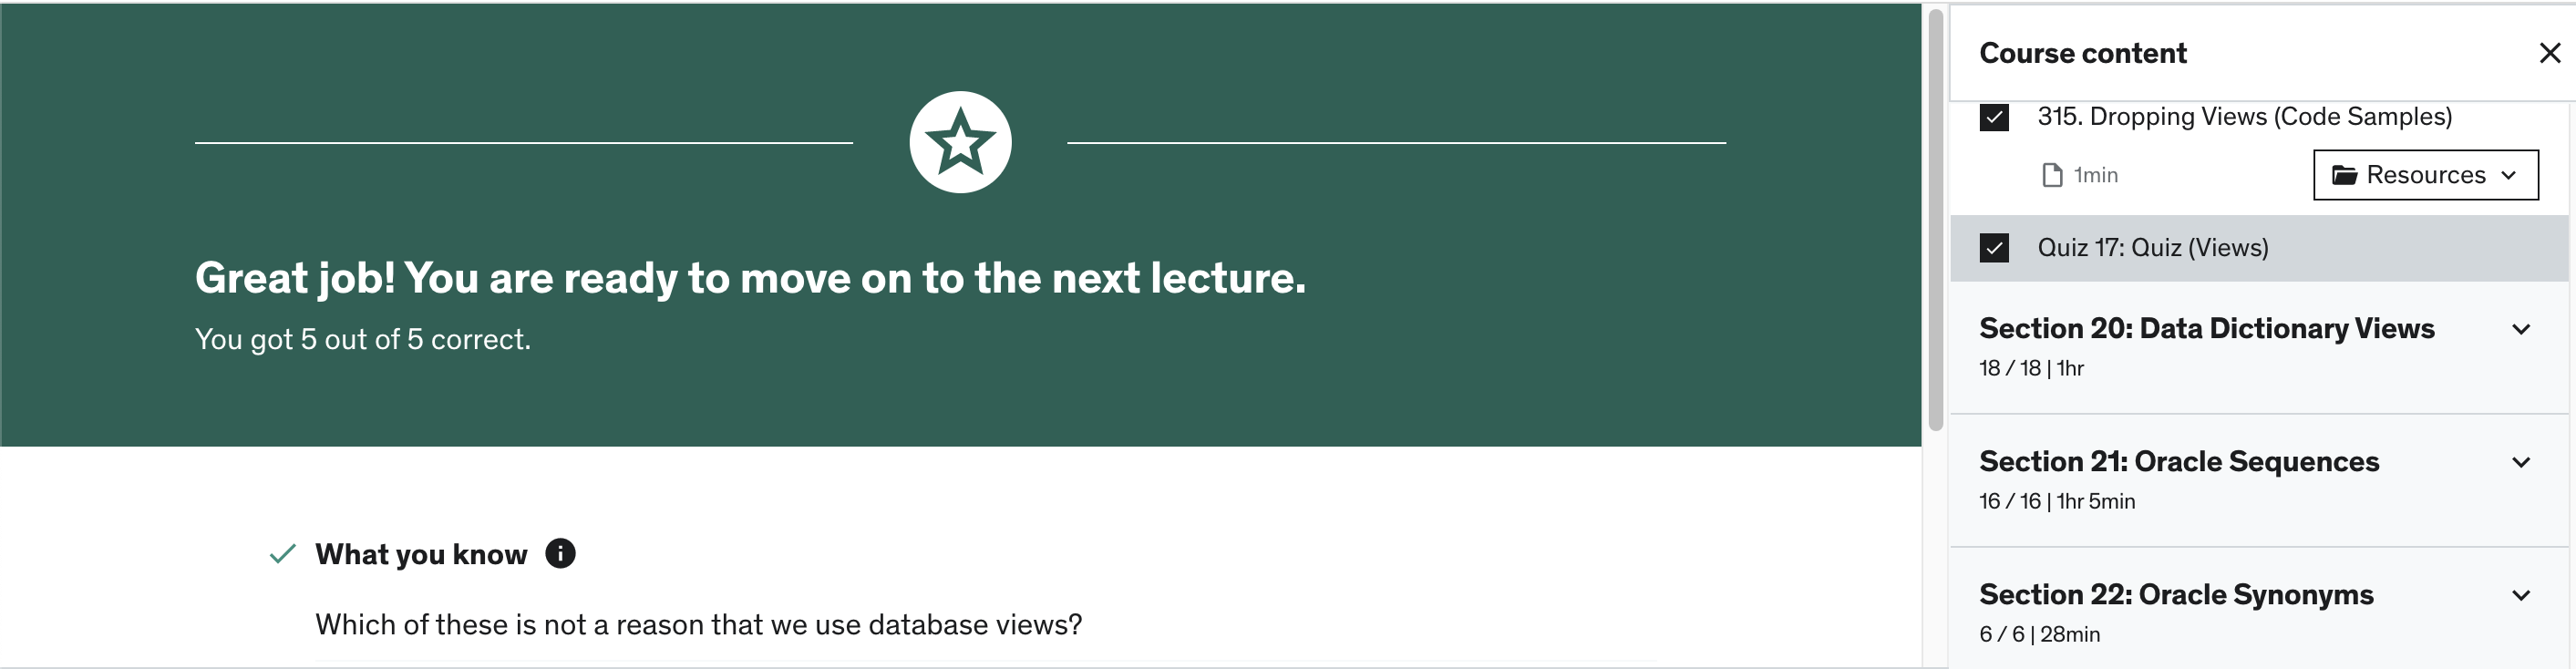 Great job! You are ready to move on to the next lecture.
You got 5 out of 5 correct.
What you know
Which of these is not a reason that we use database views?
Course content
315. Dropping Views (Code Samples)
1min
Resources
Quiz 17: Quiz (Views)
Section 20: Data Dictionary Views
18 / 18 | 1hr
Section 21: Oracle Sequences
16 / 16 | 1hr 5min
Section 22: Oracle Synonyms
6 / 6 | 28min